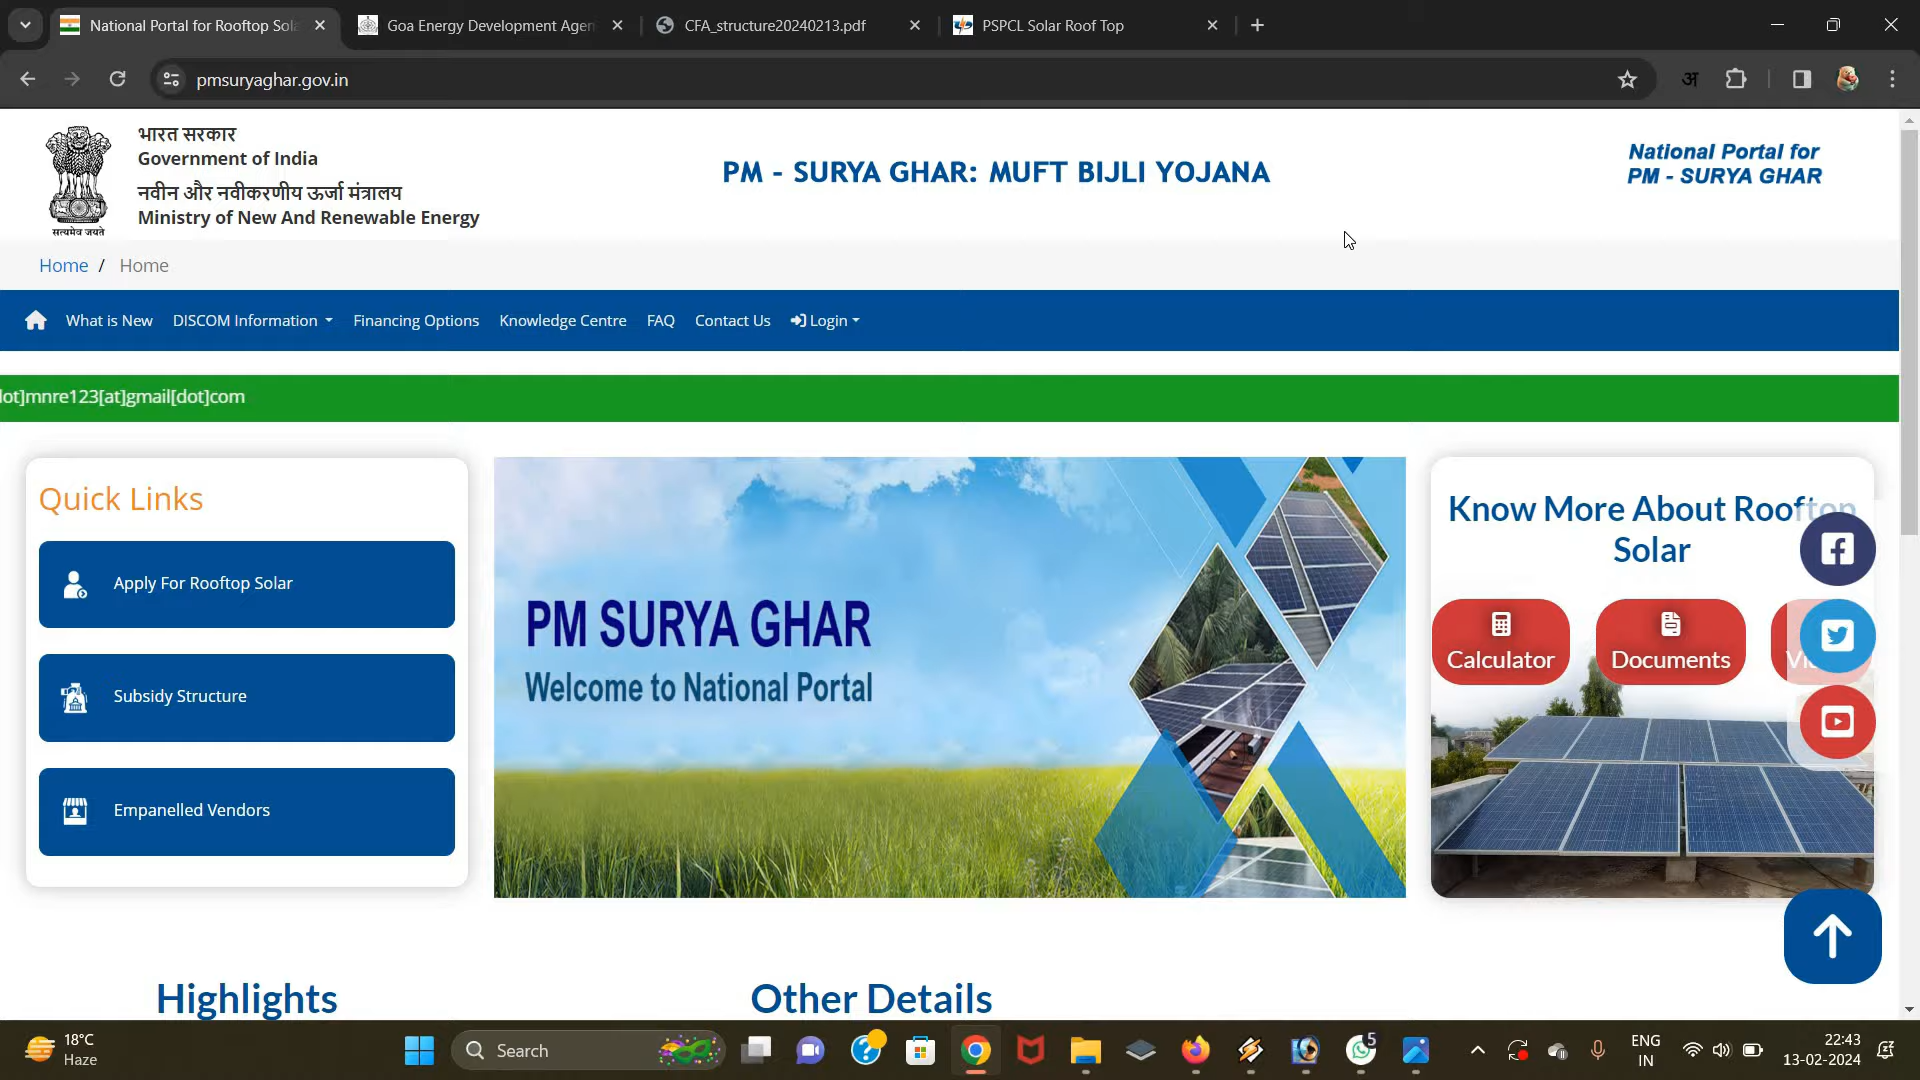 National Portal for Rooftop Sol
Goa Energy Development Agen
CFA_structure20240213.pdf
PSPCL Solar Roof Top
pmsuryaghar.gov.in
अ
भारत सरकार
Government of India
नवीन और नवीकरणीय ऊर्जा मंत्रालय
Ministry of New And Renewable Energy
सत्यमेव जयते
PM - SURYA GHAR: MUFT BIJLI YOJANA
National Portal for
PM - SURYA GHAR
Home / Home
What is New
DISCOM Information
Financing Options
Knowledge Centre
FAQ
Contact Us
Login
lot]mnre123[at]gmail[dot]com
Quick Links
Apply For Rooftop Solar
Subsidy Structure
Empanelled Vendors
PM SURYA GHAR
Welcome to National Portal
Know More About Rooftop
Solar
Calculator
Documents
Highlights
Other Details
18°C
Haze
Search
5
ENG
IN
22:43
13-02-2024